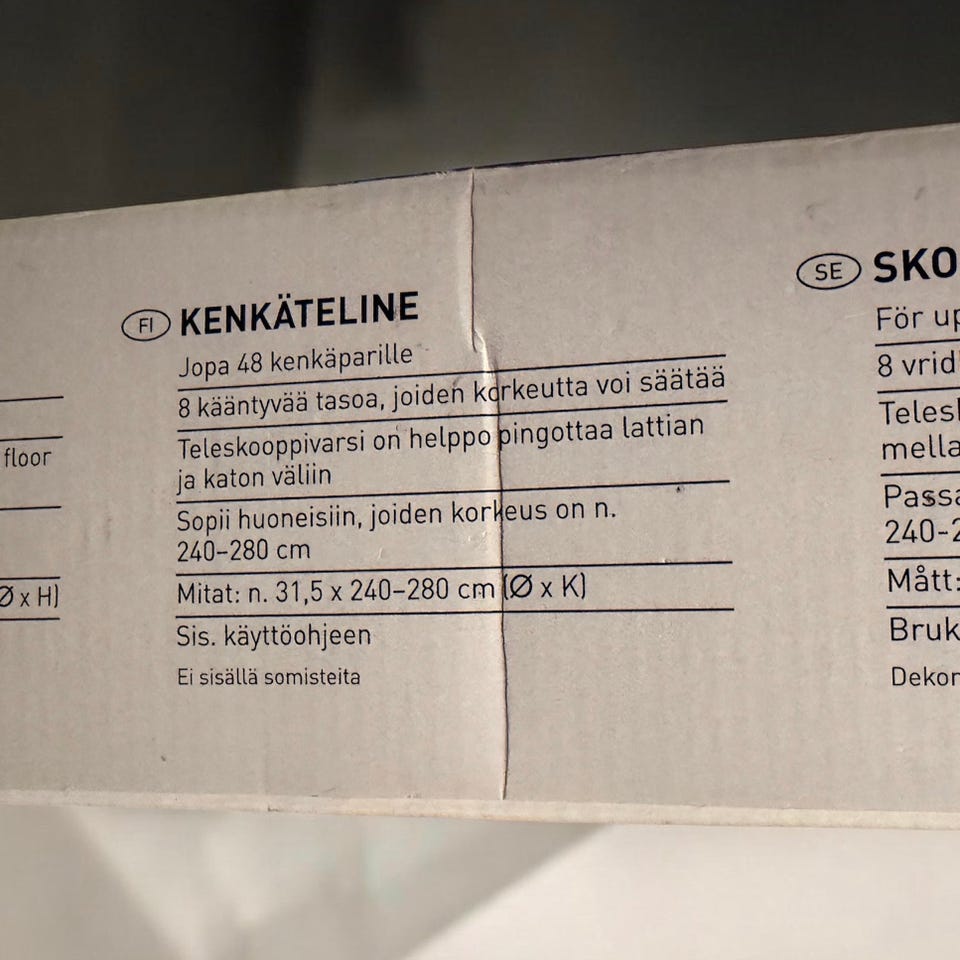 floor
Ø x H)
FI KENKÄTELINE
Jopa 48 kenkäparille
8 kääntyvää tasoa, joiden korkeutta voi säätää
Teleskooppivarsi on helppo pingottaa lattian
ja katon väliin
Sopii huoneisiin, joiden korkeus on n.
240–280 cm
Mitat: n. 31,5 x 240–280 cm (Ø x K)
Sis. käyttöohjeen
Ei sisällä somisteita
SE SKO
För up
8 vrid
Teles
mella
Passa
240-2
Mått:
Bruk
Dekor